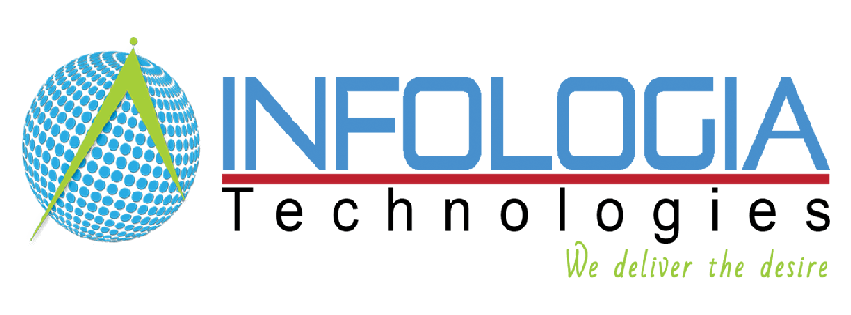 INFOLOGIA
Technologies
We deliver the desire